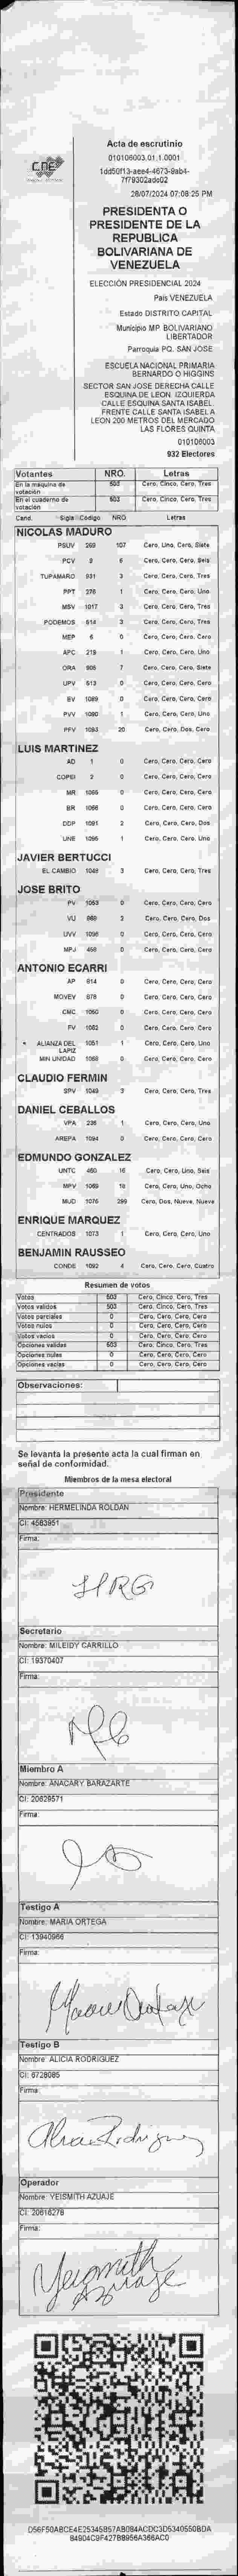 CNE
Acta de escrutinio
010106003.01.1.0001
28/07/2024 07:08:25 PM
PRESIDENTA O
PRESIDENTE DE LA
REPUBLICA
BOLIVARIANA DE
VENEZUELA
ELECCIÓN PRESIDENCIAL 2024
País VENEZUELA
Estado DISTRITO CAPITAL
Municipio MP. BOLIVARIANO
LIBERTADOR
Parroquia PQ. SAN JOSE
ESCUELA NACIONAL PRIMARIA
BERNARDO O HIGGINS
SECTOR SAN JOSE DERECHA CALLE
ESQUINA DE LEON. IZQUIERDA
CALLE ESQUINA SANTA ISABEL
FRENTE CALLE SANTA ISABEL A
LEON 200 METROS DEL MERCADO
LAS FLORES QUINTA
010106003
932 Electores
Votantes NRO. Letras
En la maquina de votación 503 Cero, Cinco, Cero, Tres
En el cuaderno de votación 503 Cero, Cinco, Cero, Tres
Cand. Sigla Código NRO Letras
NICOLAS MADURO
PSUV 269 107 Cero, Uno, Cero, Siete
PCV 3 6 Cero, Cero, Cero, Seis
TUPAMARO 931 3 Cero, Cero, Cero, Tres
PPT 278 1 Cero, Cero, Cero, Uno
MSV 1017 3 Cero, Cero, Cero, Tres
PODEMOS 514 3 Cero, Cero, Cero, Tres
MEP 6 0 Cero, Cero, Cero, Cero
APC 219 1 Cero, Cero, Cero, Uno
ORA 905 7 Cero, Cero, Cero, Siete
UPV 513 0 Cero, Cero, Cero, Cero
EV 1089 0 Cero, Cero, Cero, Cero
PVV 1090 1 Cero, Cero, Cero, Uno
PFV 1093 20 Cero, Cero, Dos, Cero
LUIS MARTINEZ
AD 1 0 Cero, Cero, Cero, Cero
COPEI 2 0 Cero, Cero, Cero, Cero
MR 0 Cero, Cero, Cero, Cero
BR 1066 0 Cero, Cero, Cero, Cero
DDP 1091 2 Cero, Cero, Cero, Dos
UNE 1 Cero, Cero, Cero, Uno
JAVIER BERTUCCI
EL CAMBIO 1048 3 Cero, Cero, Cero, Tres
JOSE BRITO
PV 1053 0 Cero, Cero, Cero, Cero
VU 969 2 Cero, Cero, Cero, Dos
UVV 0 Cero, Cero, Cero, Cero
MPJ 458 0 Cero, Cero, Cero, Cero
ANTONIO ECARRI
AP 914 0 Cero, Cero, Cero, Cero
MOVEV 978 0 Cero, Cero, Cero, Cero
CMC 1050 0 Cero, Cero, Cero, Cero
FV 1052 0 Cero, Cero, Cero, Cero
ALIANZA DEL 1051 1 Cero, Cero, Cero, Uno
LAPIZ
MIN UNIDAD 1068 0 Cero, Cero, Cero, Cero
CLAUDIO FERMIN
SPV 1049 3 Cero, Cero, Cero, Tres
DANIEL CEBALLOS
VPA 236 1 Cero, Cero, Cero, Uno
AREPA 1094 0 Cero, Cero, Cero, Cero
EDMUNDO GONZALEZ
UNTC 460 16 Cero, Cero, Uno, Seis
MPV 1069 18 Cero, Cero, Uno, Ocho
MUD 1076 299 Cero, Dos, Nueve, Nueve
ENRIQUE MARQUEZ
CENTRADOS 1073 1 Cero, Cero, Cero, Uno
BENJAMIN RAUSSEO
CONDE 1092 4 Cero, Cero, Cero, Cuatro
Resumen de votos
Votos 503 Cero, Cinco, Cero, Tres
Votos validos 503 Cero, Cinco, Cero, Tres
Votos parciales 0 Cero, Cero, Cero, Cero
Votos nulos 0 Cero, Cero, Cero, Cero
Votos vacios 0 Cero, Cero, Cero, Cero
Opciones validas 503 Cero, Cinco, Cero, Tres
Opciones nulas 0 Cero, Cero, Cero, Cero
Opciones vacias 0 Cero, Cero, Cero, Cero
Observaciones:
Se levanta la presente acta la cual firman en
señal de conformidad.
Miembros de la mesa electoral
Presidente
Nombre: HERMELINDA ROLDAN
CI: 4583951
Firma:
HRG
Secretario
Nombre: MILEIDY CARRILLO
CI: 19370407
Firma:
Miembro A
Nombre: ANACARY BARAZARTE
CI: 20629571
Firma:
Testigo A
Nombre: MARIA ORTEGA
CI: 13940966
Firma:
Testigo B
Nombre: ALICIA RODRIGUEZ
CI: 6728085
Firma:
Alicia Rodriguez
Operador
Nombre: YEISMITH AZUAJE
CI: 20616278
Firma:
Yeismith
Azuaje